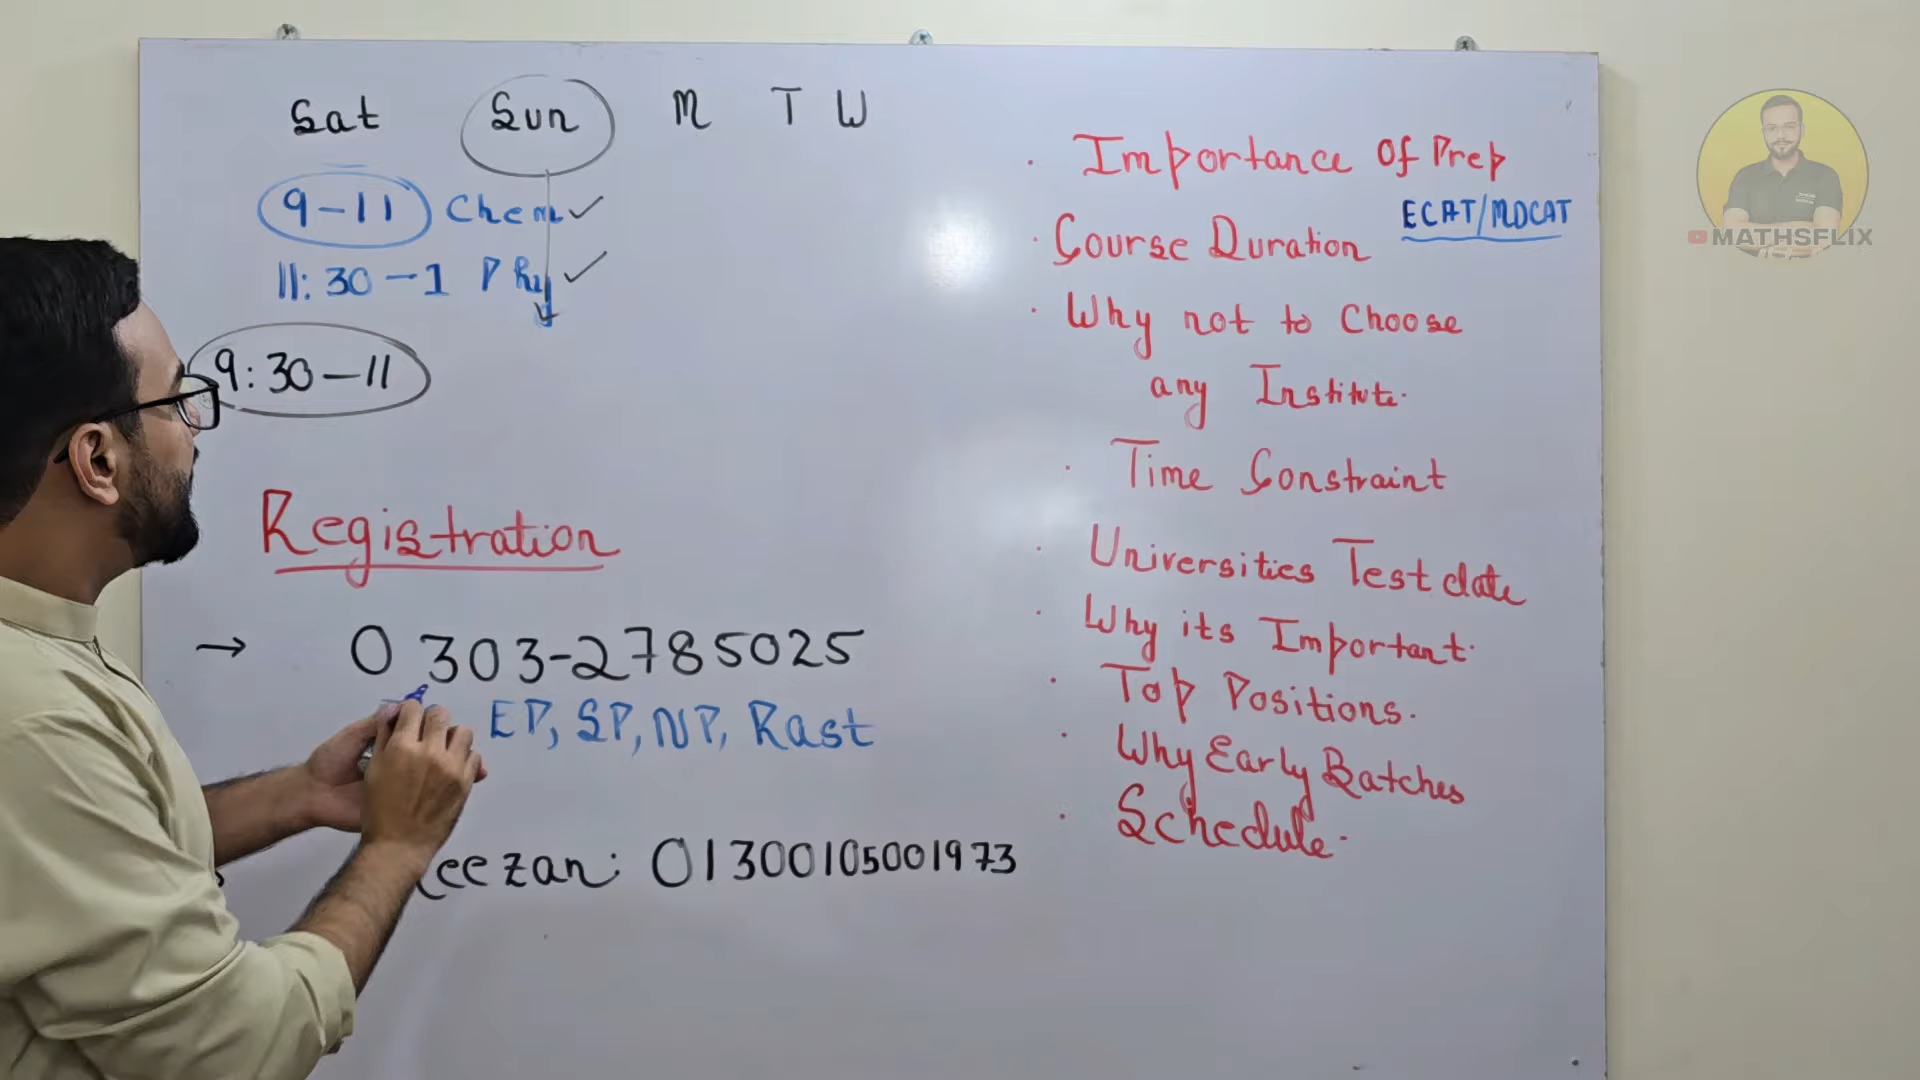 Sat Sun M T W
9-11 Chem ✓
11:30-1 Phy ✓
9:30-11
Registration
→ 0303-2785025
EP, SP, NP, Rast
eezan: 01300105001973
· Importance Of Prep
ECAT/MDCAT
· Course Duration
· Why not to Choose
any Institute.
· Time Constraint
· Universities Test date
· Why its Important.
· Top Positions.
· Why Early Batches
· Schedule.
MATHSFLIX